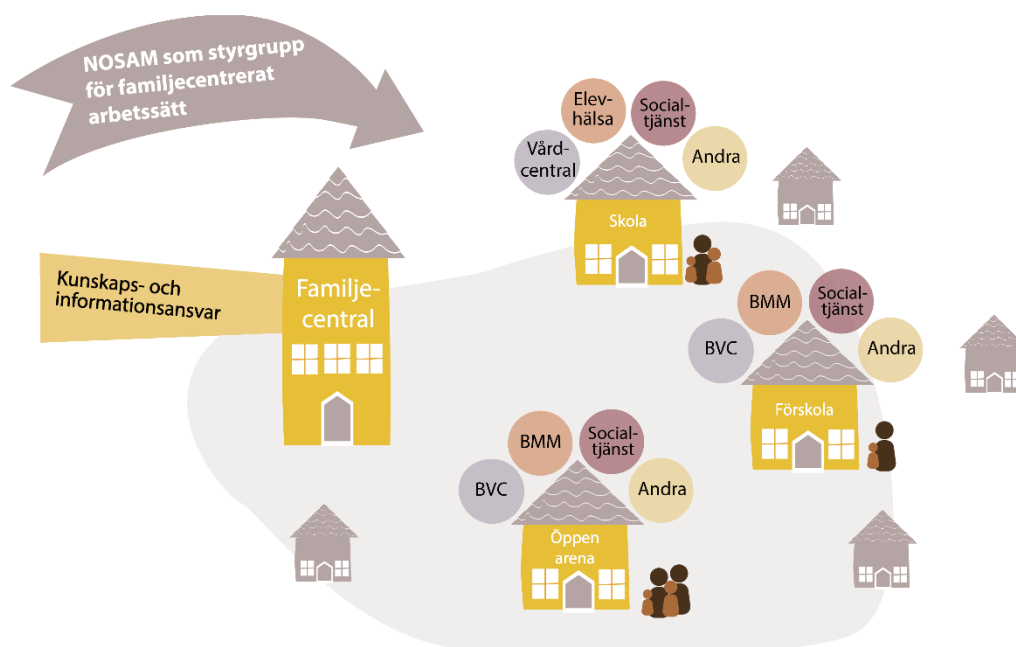 NOSAM som styrgrupp
för familjecentrerat
arbetssätt
Kunskaps- och
informationsansvar
Familje-
central
Vård-
central
Elev-
hälsa
Social-
tjänst
Andra
Skola
BVC
BMM
Social-
tjänst
Andra
Förskola
BVC
BMM
Social-
tjänst
Andra
Öppen
arena